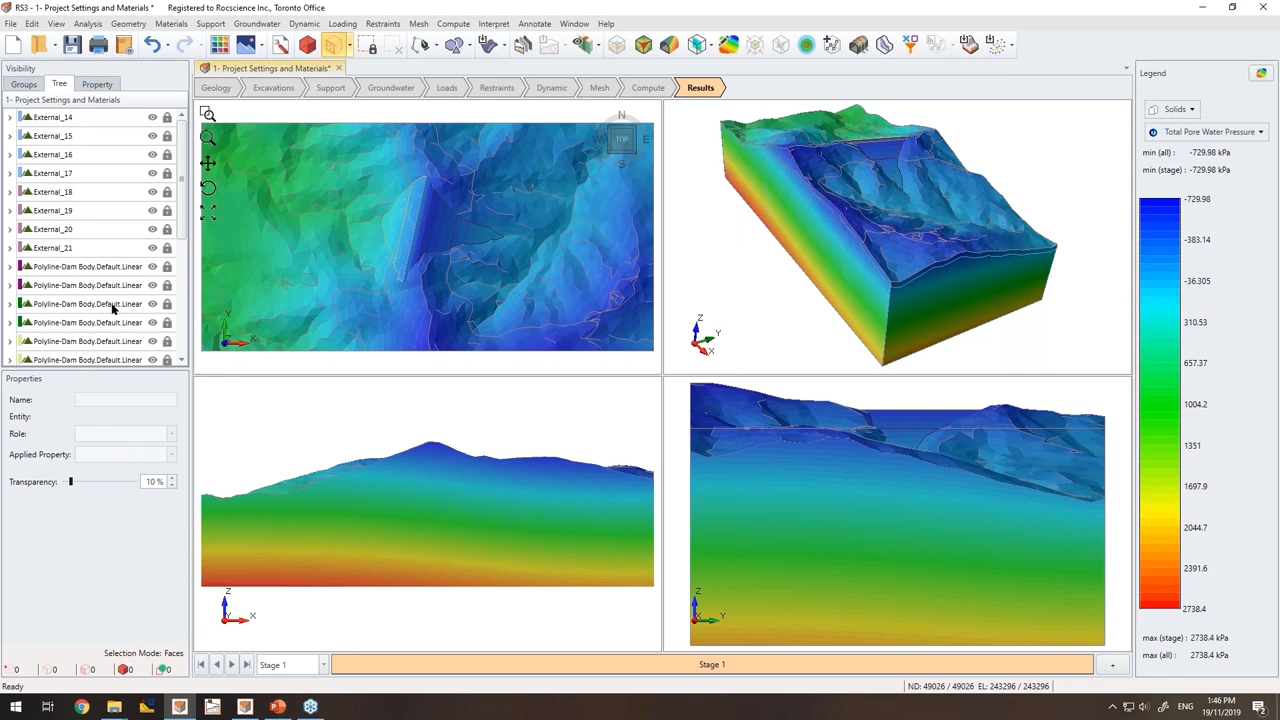 RS3 - 1- Project Settings and Materials * Registered to Rocscience Inc., Toronto Office
File Edit View Analysis Geometry Materials Support Groundwater Dynamic Loading Restraints Mesh Compute Interpret Annotate Window Help
Visibility
Groups Tree Property
1- Project Settings and Materials
External_14
External_15
External_16
External_17
External_18
External_19
External_20
External_21
Polyline-Dam Body.Default.Linear
Polyline-Dam Body.Default.Linear
Polyline-Dam Body.Default.Linear
Polyline-Dam Body.Default.Linear
Polyline-Dam Body.Default.Linear
Polyline-Dam Body.Default.Linear
Properties
Name:
Entity:
Role:
Applied Property:
Transparency: 10 %
Selection Mode: Faces
:0 :0 :0 :0 :0
1- Project Settings and Materials*
Geology Excavations Support Groundwater Loads Restraints Dynamic Mesh Compute Results
N
W TOP E
S
Y
Z X
Z
Y
X
Z
Y X
Z
Y
Stage 1
Stage 1
+
Legend
Solids
Total Pore Water Pressure
min (all) : -729.98 kPa
min (stage) : -729.98 kPa
-729.98
-383.14
-36.305
310.53
657.37
1004.2
1351
1697.9
2044.7
2391.6
2738.4
max (stage) : 2738.4 kPa
max (all) : 2738.4 kPa
Ready
ND: 49026 / 49026 EL: 243296 / 243296
ENG
1:46 PM
19/11/2019
2